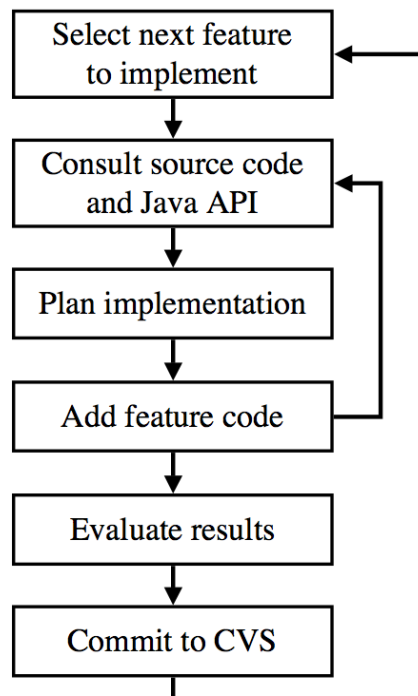 Select next feature
to implement
Consult source code
and Java API
Plan implementation
Add feature code
Evaluate results
Commit to CVS